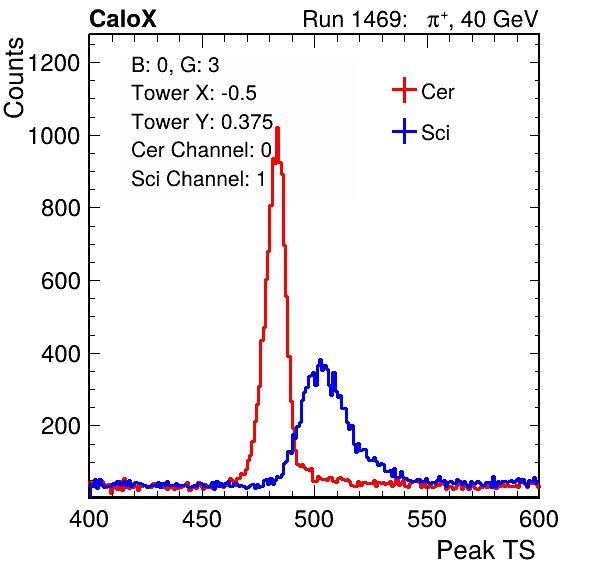 CaloX Run 1469: π⁺, 40 GeV
Counts
B: 0, G: 3
Tower X: -0.5
Tower Y: 0.375
Cer Channel: 0
Sci Channel: 1
Cer
Sci
1200
1000
800
600
400
200
400 450 500 550 600
Peak TS